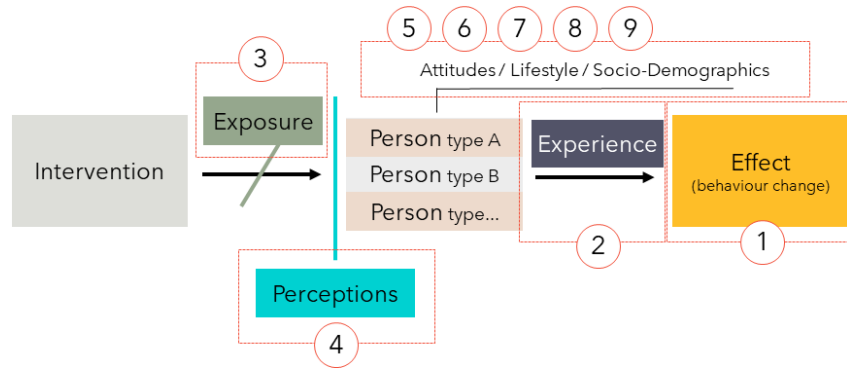 5 6 7 8 9
3
Attitudes / Lifestyle / Socio-Demographics
Exposure
Intervention
Person type A
Person type B
Person type...
Experience
Effect
(behaviour change)
2
1
Perceptions
4